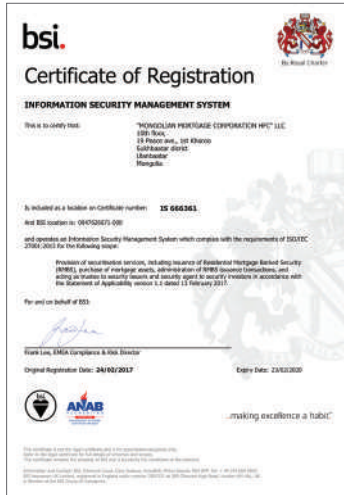 bsi.
By Royal Charter
Certificate of Registration
INFORMATION SECURITY MANAGEMENT SYSTEM
This is to certify that:
"MONGOLIAN MORTGAGE CORPORATION HFC" LLC
10th floor,
19 Peace ave., 1st Khoroo
Sukhbaatar
Ulanbaatar
Mongolia
is included as a location on Certificate number:
IS 666361
And BSI location is:
and operates an Information Security Management System which complies with the requirements of ISO/IEC
27001:2013 for the following scope:
Provision of securitisation services, including issuance of Residential Mortgage Backed Security
(RMBS), purchase of mortgage assets, administration of RMBS issuance transactions, and
acting as trustee to security issuers and security agent to security investors in accordance with
the Statement of Applicability version 1.1 dated 13 February 2017.
For and on behalf of BSI:
Frank Lee, EMEA Compliance & Risk Director
Original Registration Date: 24/02/2017
Expiry Date: 23/02/2020
ANAB
...making excellence a habit.